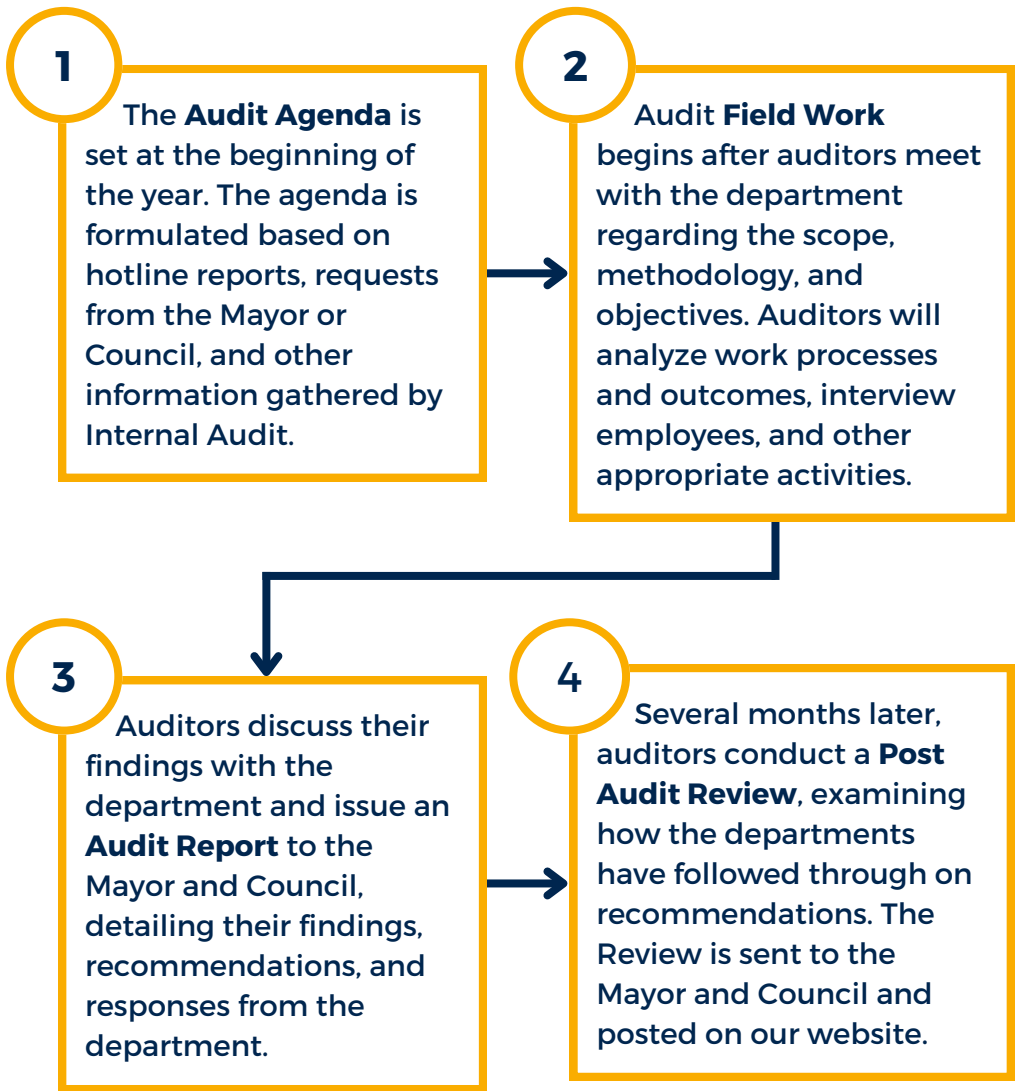 1
The Audit Agenda is
set at the beginning of
the year. The agenda is
formulated based on
hotline reports, requests
from the Mayor or
Council, and other
information gathered by
Internal Audit.
2
Audit Field Work
begins after auditors meet
with the department
regarding the scope,
methodology, and
objectives. Auditors will
analyze work processes
and outcomes, interview
employees, and other
appropriate activities.
3
Auditors discuss their
findings with the
department and issue an
Audit Report to the
Mayor and Council,
detailing their findings,
recommendations, and
responses from the
department.
4
Several months later,
auditors conduct a Post
Audit Review, examining
how the departments
have followed through on
recommendations. The
Review is sent to the
Mayor and Council and
posted on our website.